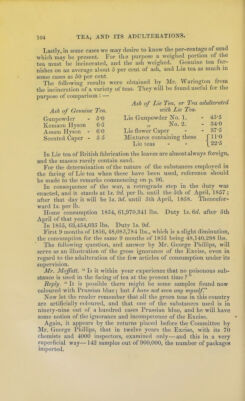 104 TEA, AND ITS ADULTERATIONS.
Lastly, in some cases we may desire to know the per-centage of sand
which may be present. For this purpose a weighed portion of the
tea must be incinerated, and the ash weighed. Genuine tea fur-
nishes on an average about 5 per cent of ash, and Lie tea as much in
some cases as 50 per cent.
The following results were obtained by Mr. Warington from
the incineration of a variety of teas. They will be found useful for the
purpose of comparison:—
Ash of Genuine Tea.
Gunpowder - 5·0
Kemaon Hyson 6·5
Assam Hyson - 6·0
Scented Caper - 5·5
Ash of Lie Tea, or Tea adulterated
with Lie Tea.
Lie Gunpowder No. 1. - 45·5
" No. 2. - 34·0
Lie flower Caper - 37·5
Mixtures containing these
Lie teas - - 22·5
In Lie tea of British fabrication the leaves are almost always foreign,
and the masses rarely contain sand.
For the determination of the nature of the substances employed in
the facing of Lie tea when these have been used, reference should
be made to the remarks commencing on p. 96.
In consequence of the war, a retrograde step in the duty was
enacted, and it stands at 1s. 9d. per lb. until the 5th of April, 1857;
after that day it will be 1s. 3d. until 5th April, 1858. Thencefor-
ward 1s. per lb.
Home consumption 1854, 61,970,341 lbs. Duty 1s. 6d. after 5th
April of that year.
In 1855, 63,454,035 lbs. Duty 1s. 9d.
First 9 months of 1856, 48,082,784 lbs., which is a slight diminution,
the consumption for the same 9 months of 1855 being 48,140,288 lbs.
The following question, and answer by Mr. George Phillips, will
serve as an illustration of the gross ignorance of the Excise, even in
regard to the adulteration of the few articles of consumption under its
supervision.
Mr. Moffatt. "Is it within your experience that no poisonous sub-
stance is used in the facing of tea at the present time?"
Reply. "It is possible there might be some samples found now
coloured with Prussian blue; but I have not seen any myself."
Now let the reader remember that all the green teas in this country
are artificially coloured, and that one of the substances used is in
ninety-nine out of a hundred cases Prussian blue, and he will have
some notion of the ignorance and incompetence of the Excise.
Again, it appears by the returns placed before the Committee by
Mr. George Phillips, that in twelve years the Excise, with its 70
chemists and 4000 inspectors, examined only—and this in a very
superficial way—143 samples out of 900,000, the number of packages
imported.